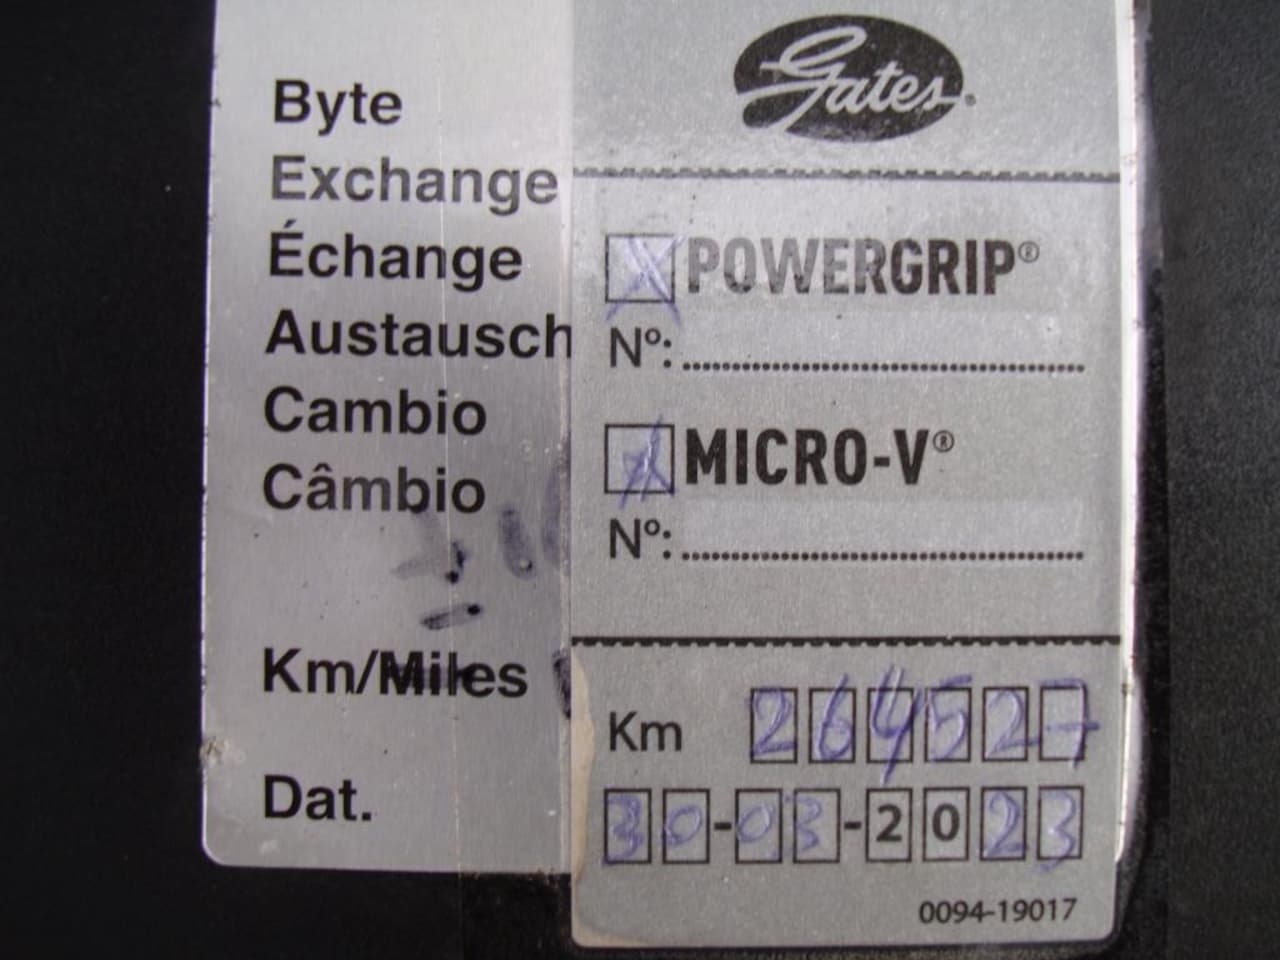 Byte
Exchange
Échange
Austausch
Cambio
Câmbio
Km/Miles
Dat.
Gates®
POWERGRIP®
Nº:
MICRO-V®
Nº:
Km 264527
30-03-2023
0094-19017